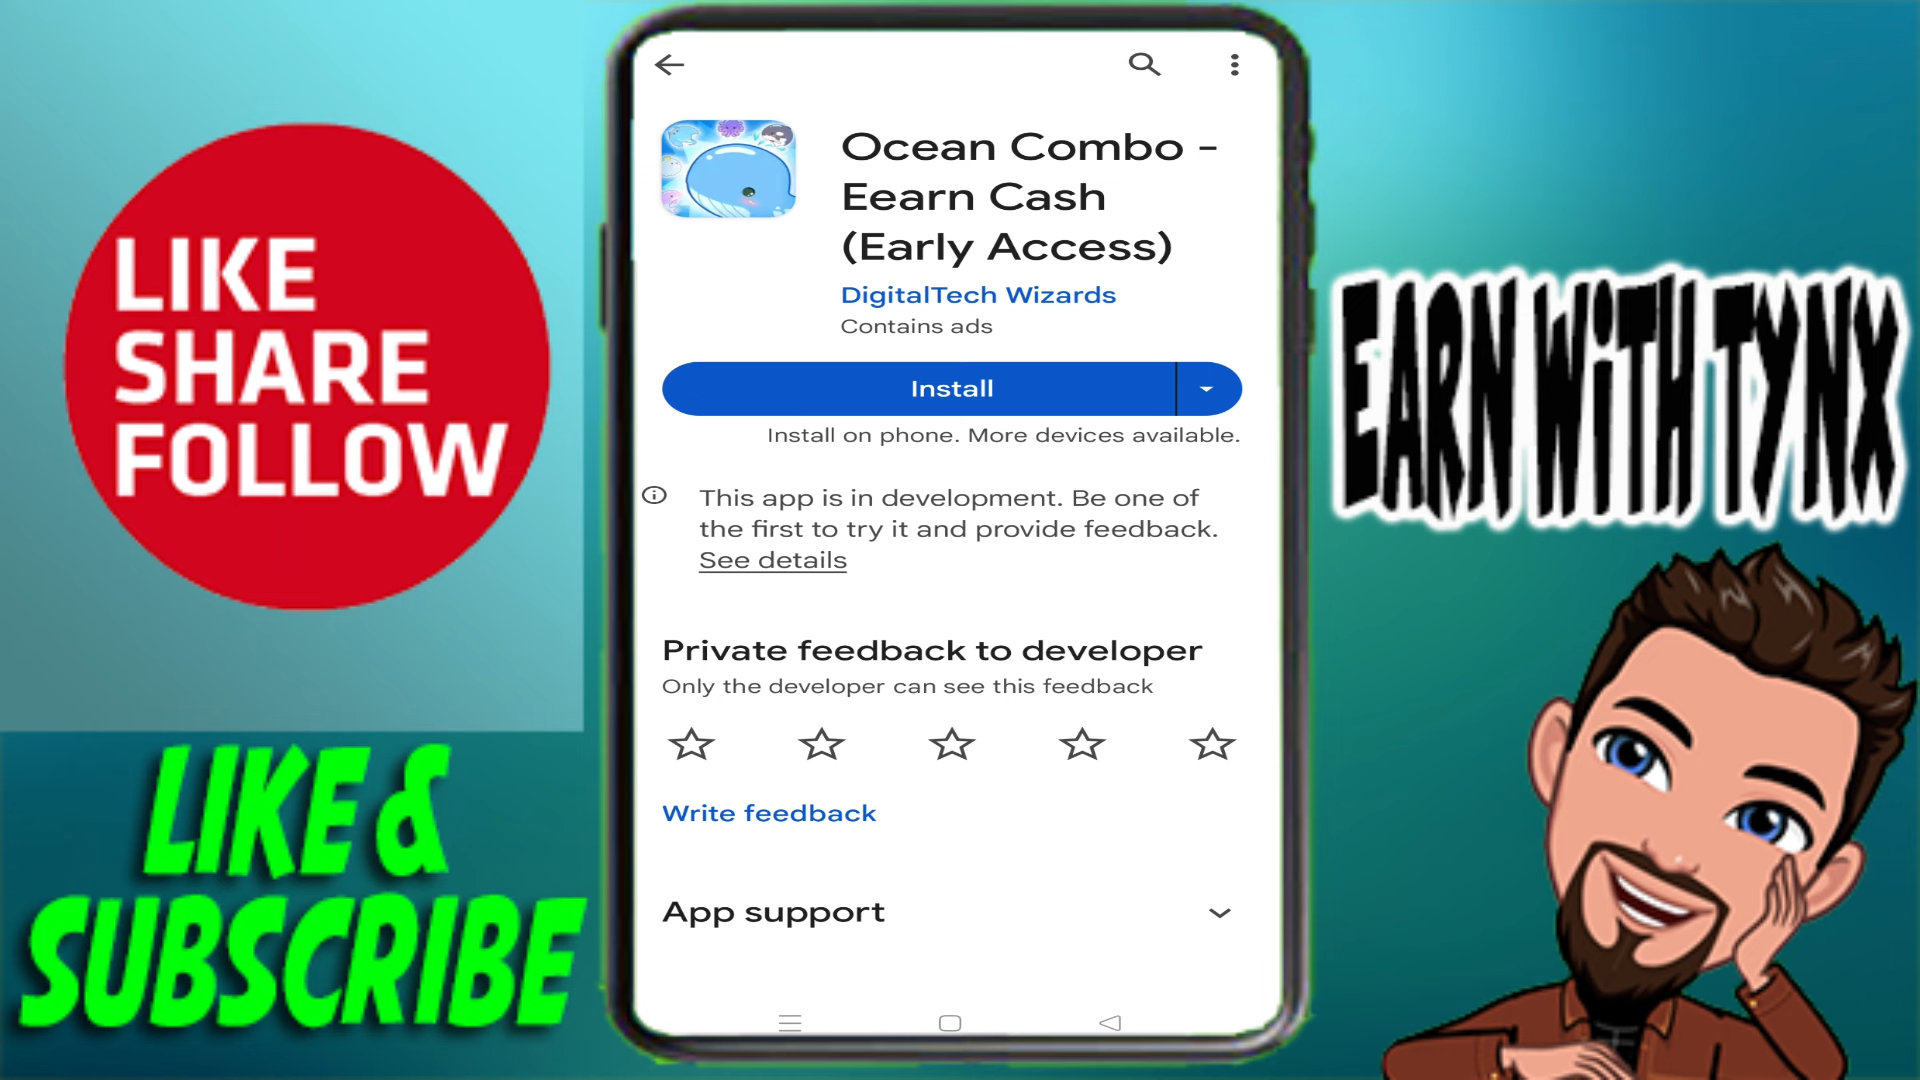 LIKE
SHARE
FOLLOW
LIKE &
SUBSCRIBE
Ocean Combo -
Eearn Cash
(Early Access)
DigitalTech Wizards
Contains ads
Install
Install on phone. More devices available.
This app is in development. Be one of
the first to try it and provide feedback.
See details
Private feedback to developer
Only the developer can see this feedback
Write feedback
App support
EARN WiTH TYNX